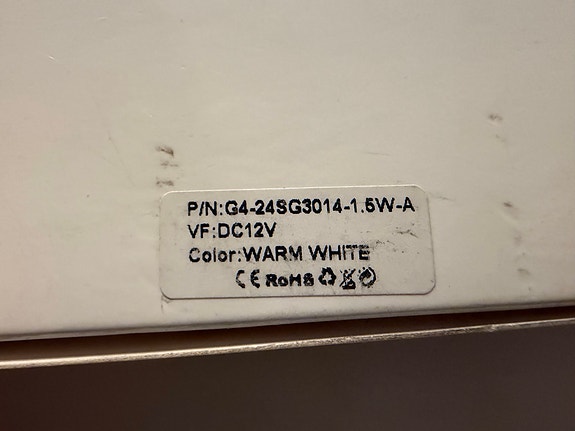 P/N:G4-24SG3014-1.5W-A
VF:DC12V
Color:WARM WHITE
CE RoHS